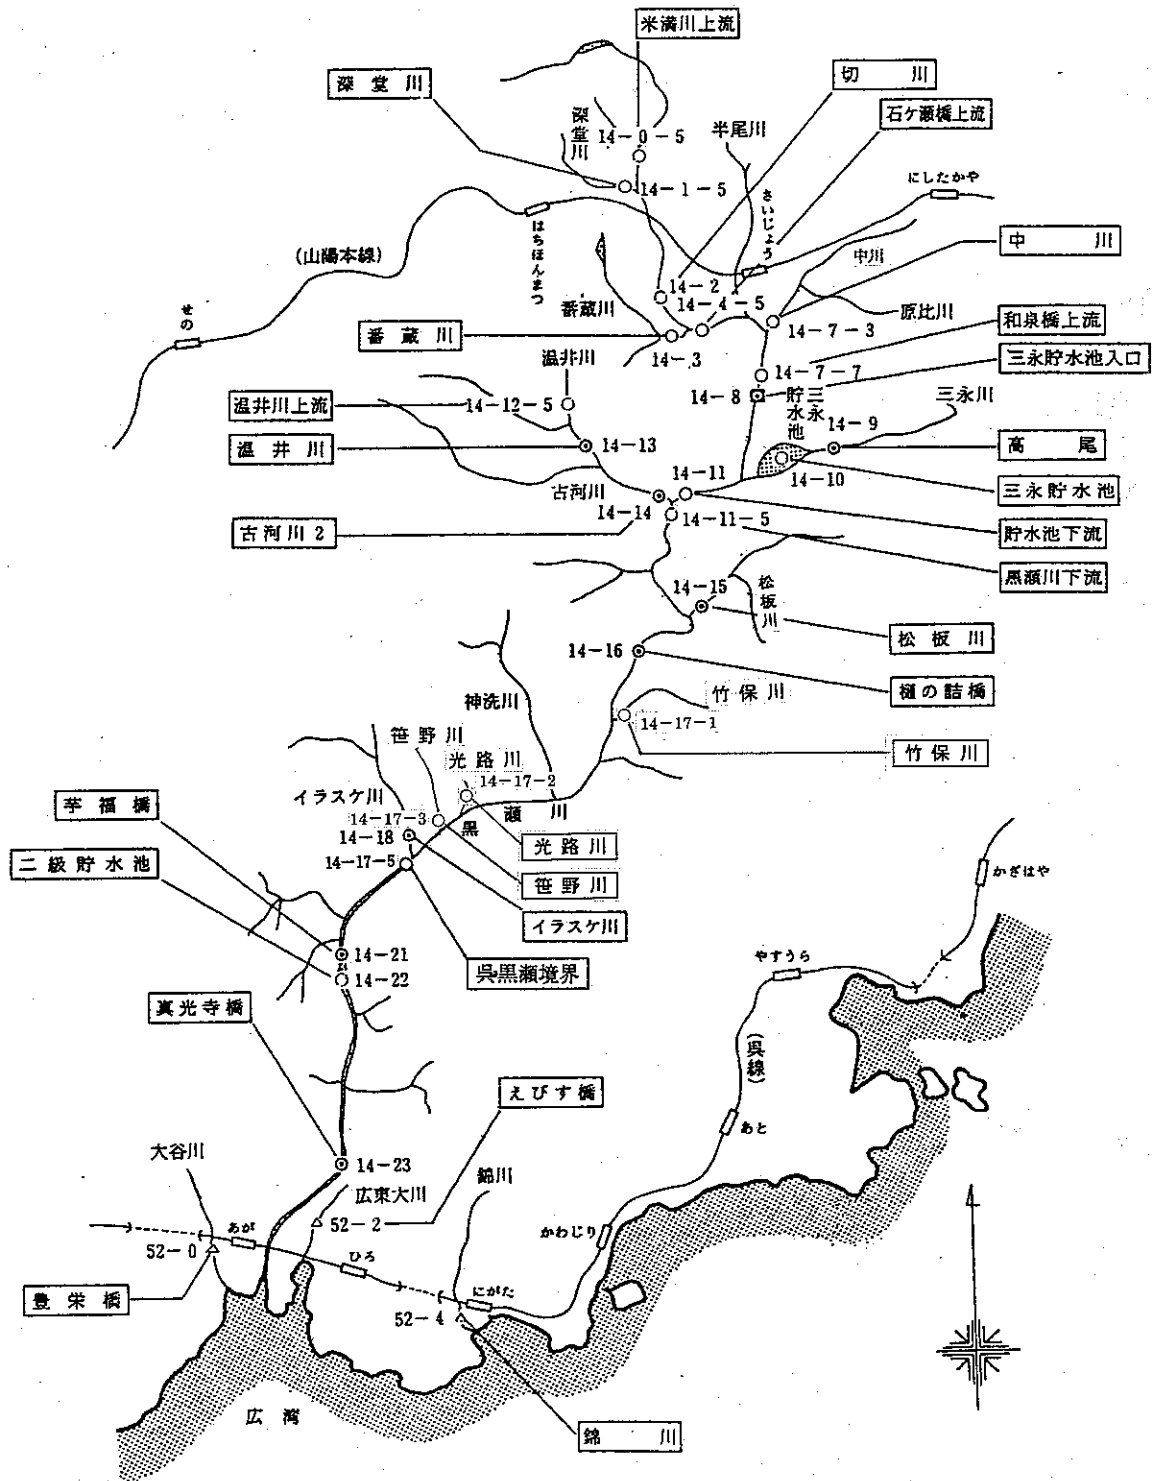 米満川上流
深堂川
切川
石ケ瀬橋上流
深堂川
14-0-5
半尾川
14-1-5
にしたかや
さいじょう
はちほんまつ
(山陽本線)
中川
中川
せの
14-2
14-4-5
番蔵川
原比川
番蔵川
14-3
14-7-3
和泉橋上流
温井川
14-7-7
三永貯水池入口
14-8
三永貯水池
三永川
温井川上流
14-12-5
14-9
温井川
14-13
高尾
14-11
14-10
三永貯水池
古河川
14-14
14-11-5
古河川2
貯水池下流
黒瀬川下流
14-15
松板川
松板川
14-16
樋の詰橋
神洗川
竹保川
14-17-1
竹保川
笹野川
光路川
14-17-2
イラスケ川
黒瀬川
芋福橋
14-17-3
14-18
光路川
二級貯水池
14-17-5
笹野川
かざはや
イラスケ川
14-21
14-22
呉黒瀬境界
やすうら
真光寺橋
(呉線)
えびす橋
あと
大谷川
14-23
錦川
広東大川
52-2
あが
かわじり
52-0
ひろ
にがた
豊栄橋
52-4
広湾
錦川